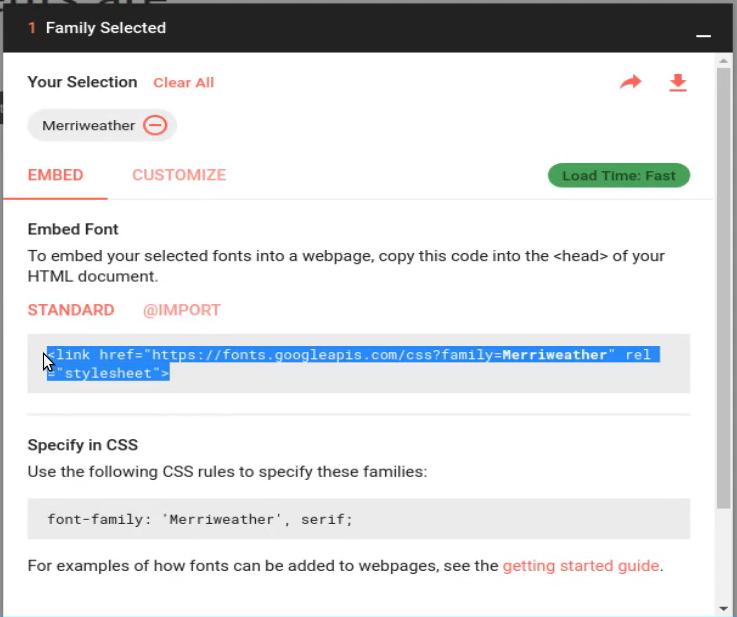 1 Family Selected
Your Selection Clear All
Merriweather
EMBED CUSTOMIZE Load Time: Fast
Embed Font
To embed your selected fonts into a webpage, copy this code into the <head> of your
HTML document.
STANDARD @IMPORT
<link href="https://fonts.googleapis.com/css?family=Merriweather" rel
="stylesheet">
Specify in CSS
Use the following CSS rules to specify these families:
font-family: 'Merriweather', serif;
For examples of how fonts can be added to webpages, see the getting started guide.